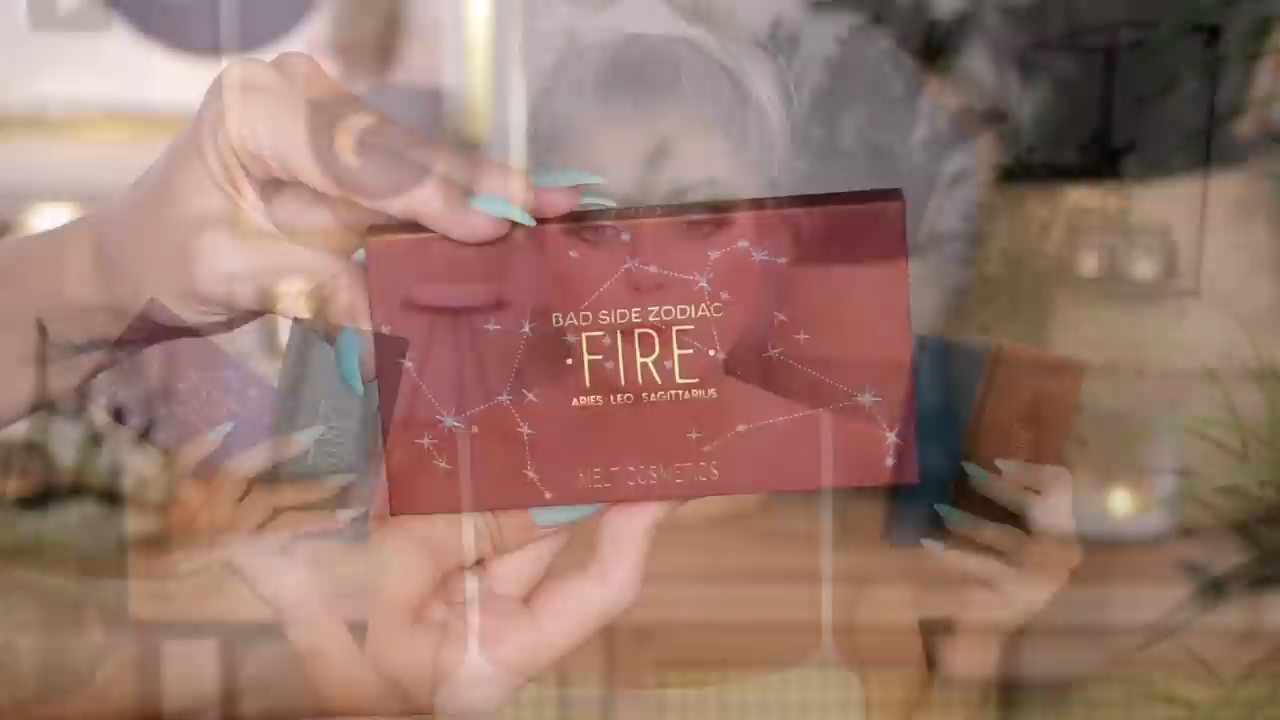 BAD SIDE ZODIAC
·FIRE·
ARIES LEO SAGITTARIUS
MELT COSMETICS